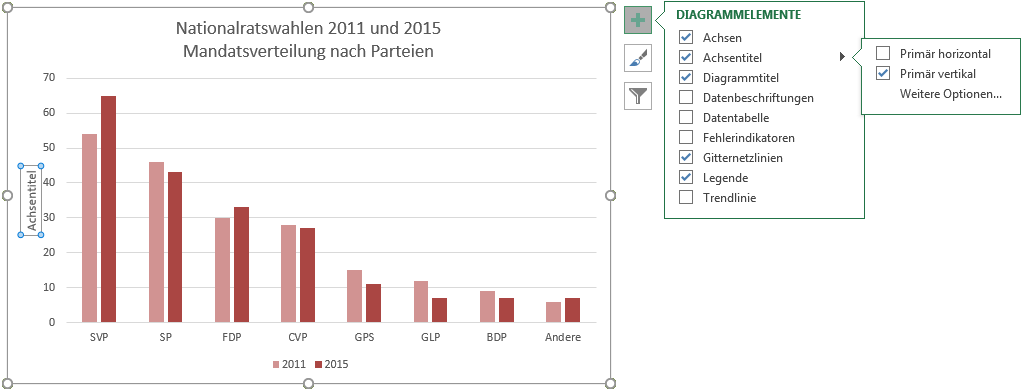 Nationalratswahlen 2011 und 2015
Mandatsverteilung nach Parteien
70
60
50
40
30
20
10
0
Achsentitel
SVP SP FDP CVP GPS GLP BDP Andere
2011 2015
DIAGRAMMELEMENTE
Achsen
Achsentitel
Diagrammtitel
Datenbeschriftungen
Datentabelle
Fehlerindikatoren
Gitternetzlinien
Legende
Trendlinie
Primär horizontal
Primär vertikal
Weitere Optionen...